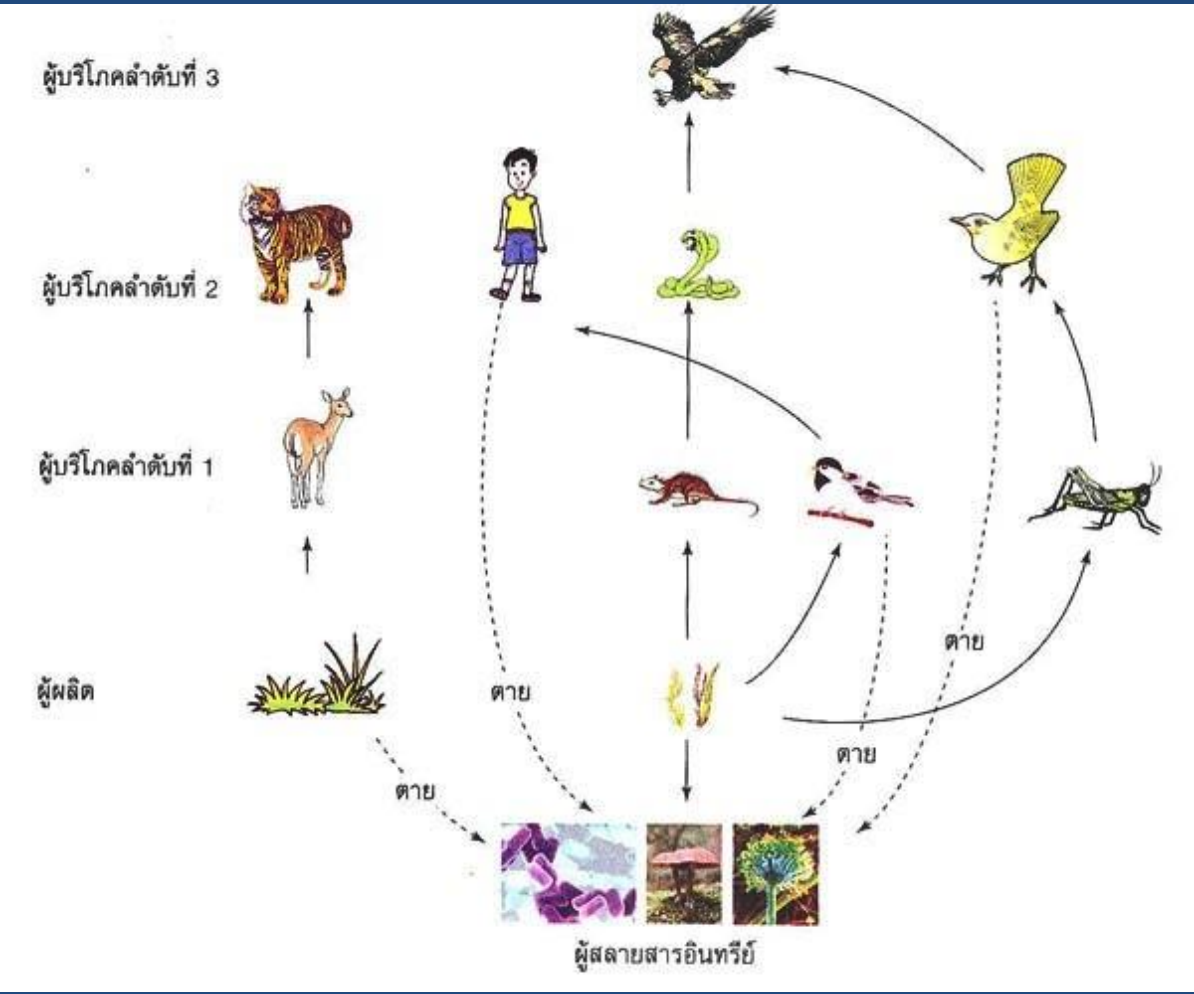 ผู้บริโภคลำดับที่ 3
ผู้บริโภคลำดับที่ 2
ผู้บริโภคลำดับที่ 1
ผู้ผลิต
ตาย
ตาย
ตาย
ตาย
ผู้สลายสารอินทรีย์